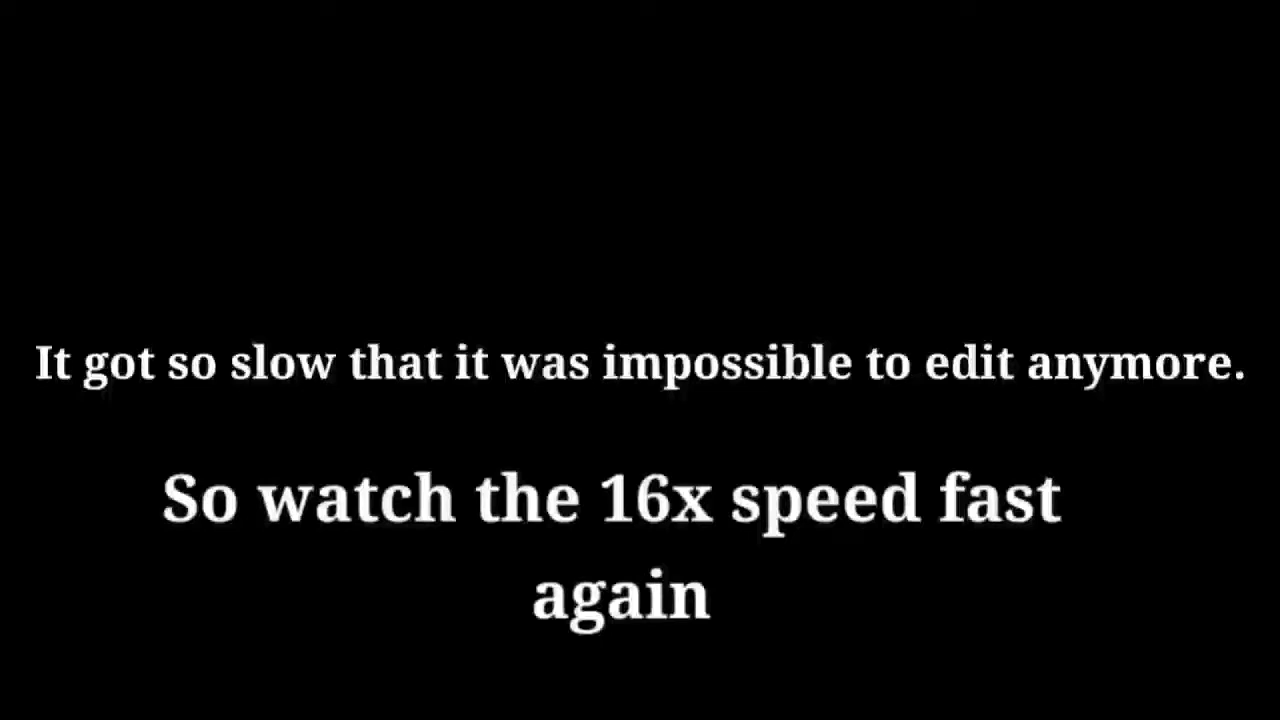 It got so slow that it was impossible to edit anymore.
So watch the 16x speed fast
again